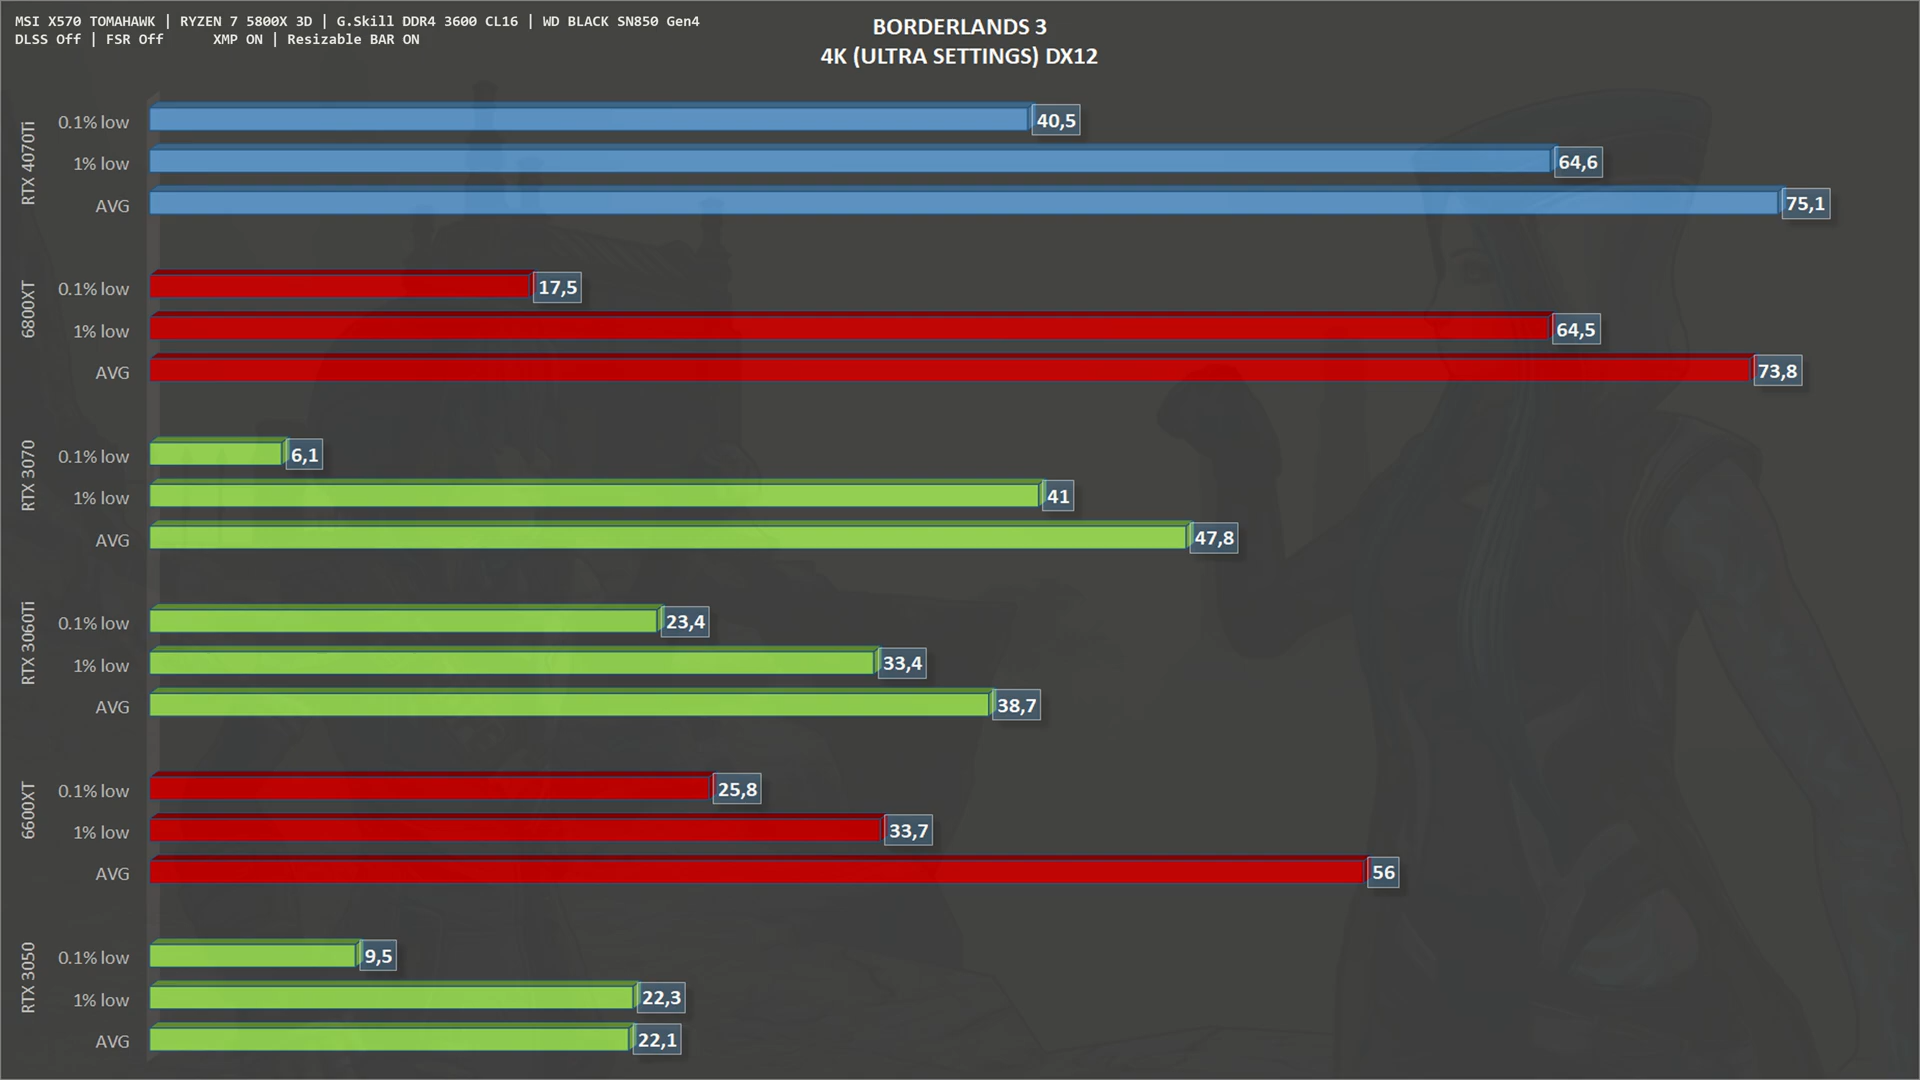 MSI X570 TOMAHAWK | RYZEN 7 5800X 3D | G.Skill DDR4 3600 CL16 | WD BLACK SN850 Gen4
DLSS Off | FSR Off XMP ON | Resizable BAR ON
BORDERLANDS 3
4K (ULTRA SETTINGS) DX12
RTX 4070Ti
0.1% low 40,5
1% low 64,6
AVG 75,1
6800XT
0.1% low 17,5
1% low 64,5
AVG 73,8
RTX 3070
0.1% low 6,1
1% low 41
AVG 47,8
RTX 3060Ti
0.1% low 23,4
1% low 33,4
AVG 38,7
6600XT
0.1% low 25,8
1% low 33,7
AVG 56
RTX 3050
0.1% low 9,5
1% low 22,3
AVG 22,1